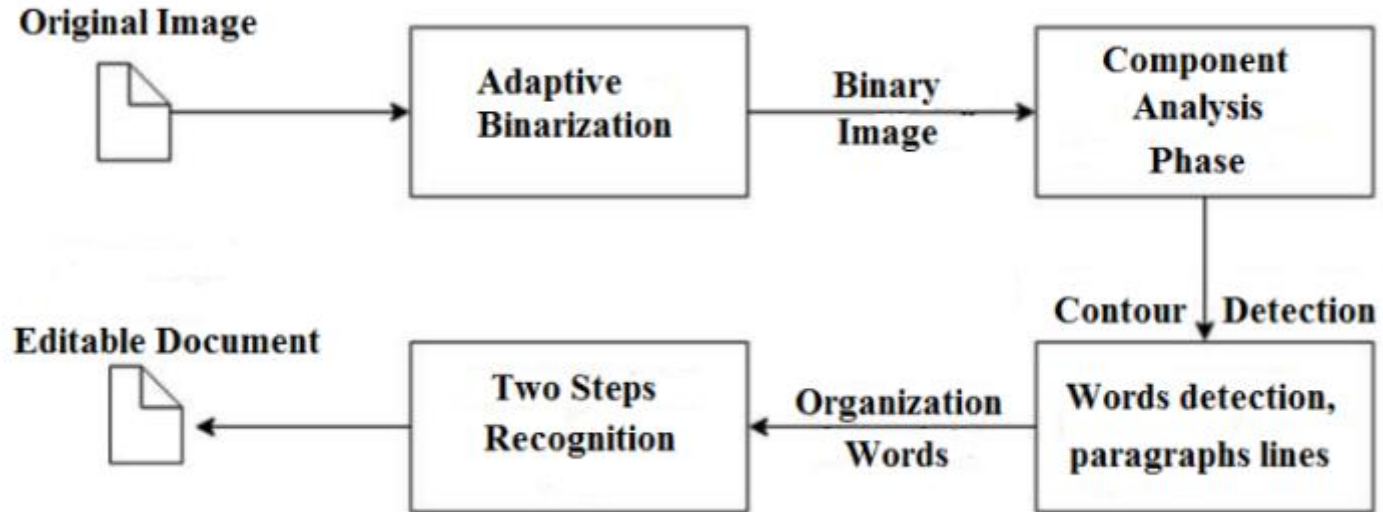 Original Image
Adaptive
Binarization
Binary
Image
Component
Analysis
Phase
Contour Detection
Words detection,
paragraphs lines
Organization
Words
Two Steps
Recognition
Editable Document